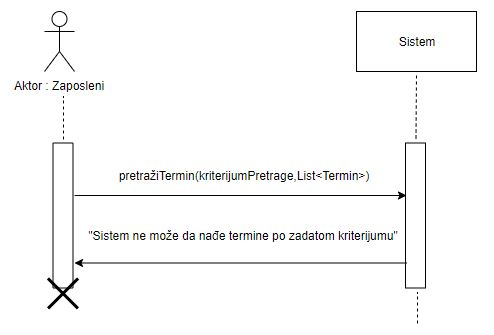 Sistem
Aktor : Zaposleni
pretražiTermin(kriterijumPretrage,List<Termin>)
"Sistem ne može da nađe termine po zadatom kriterijumu"